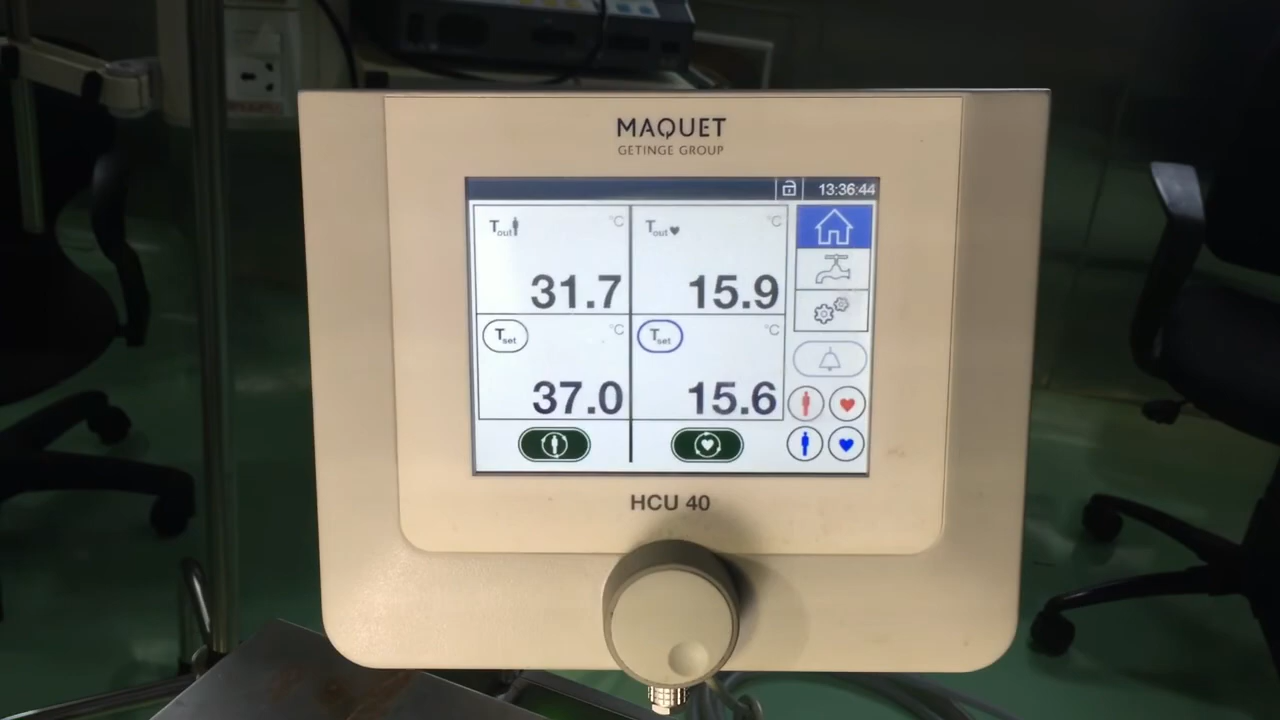 MAQUET
GETINGE GROUP
13:36:44
Tout °C
Tout °C
31.7
15.9
Tset °C
Tset °C
37.0
15.6
HCU 40